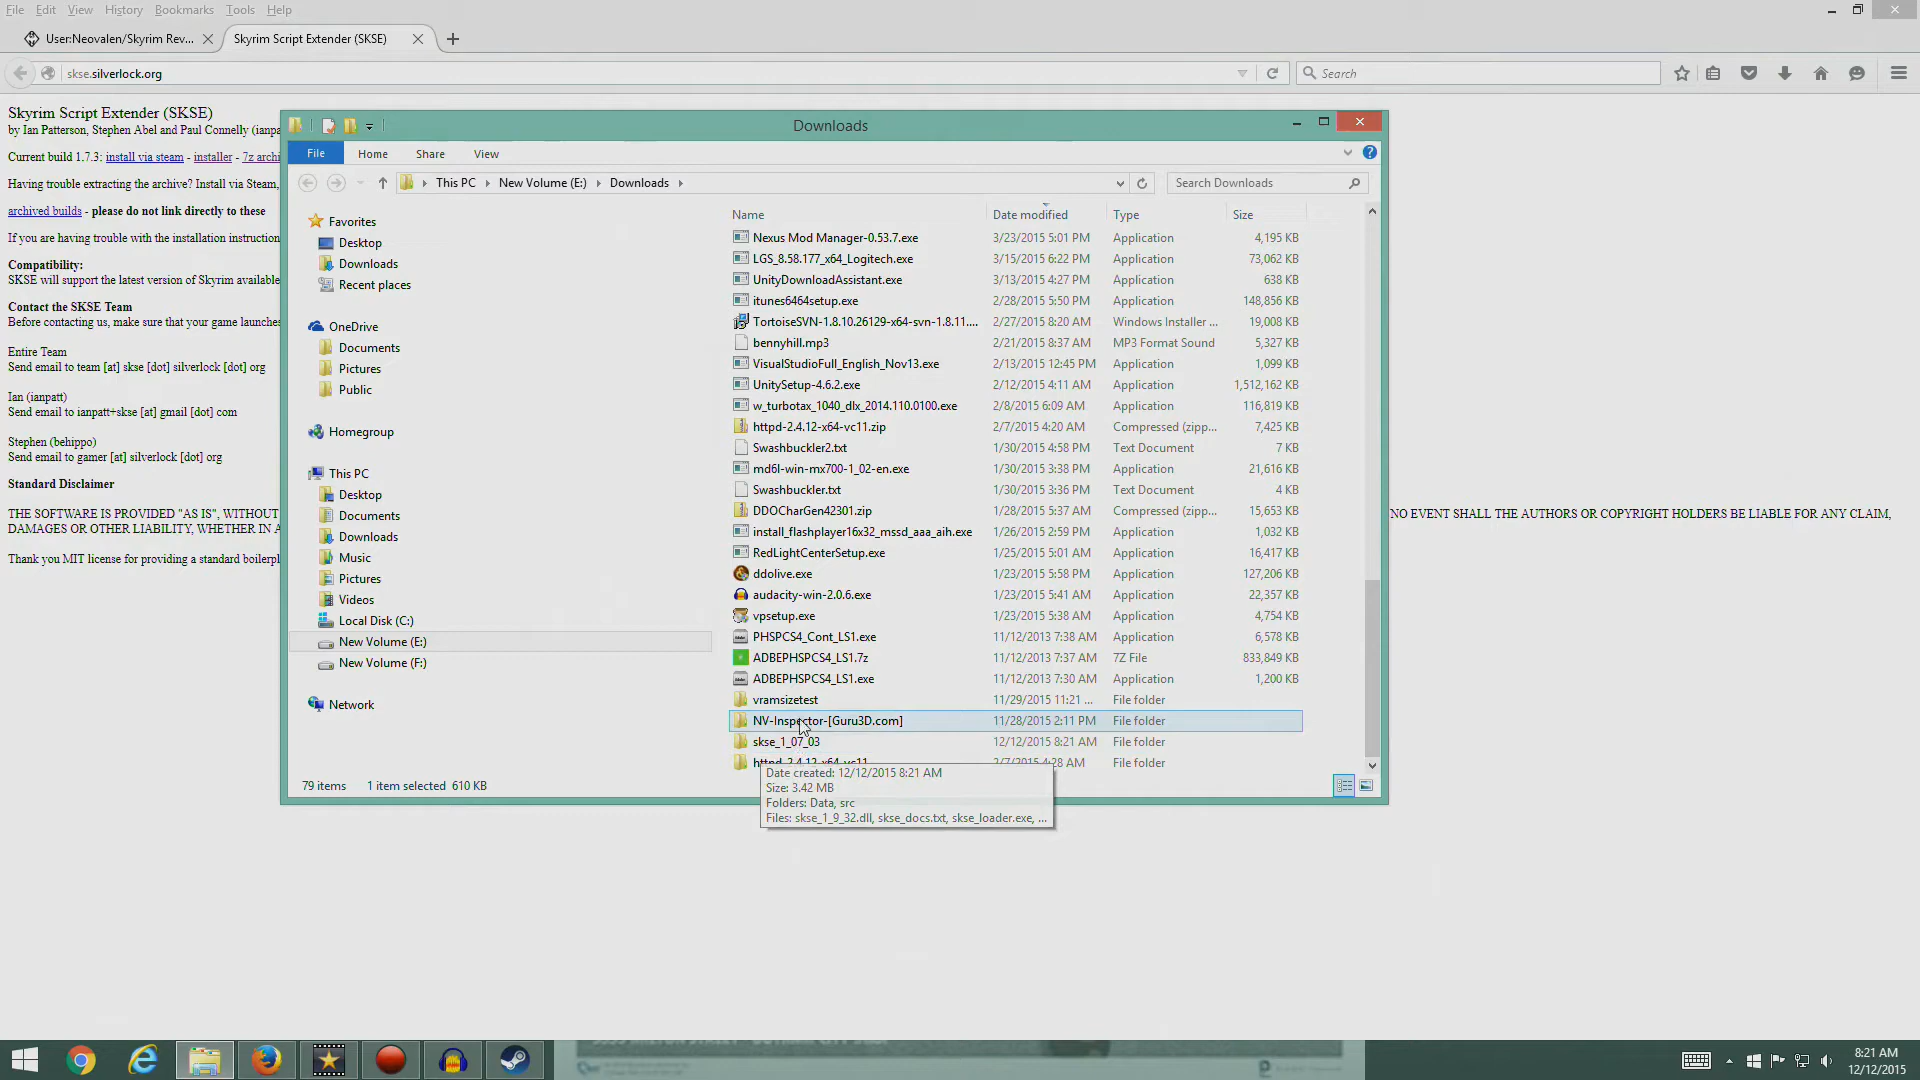 File Edit View History Bookmarks Tools Help
User:Neovalen/Skyrim Rev...
Skyrim Script Extender (SKSE)
skse.silverlock.org
Search
Skyrim Script Extender (SKSE)
by Ian Patterson, Stephen Abel and Paul Connelly (ianpa
Current build 1.7.3: install via steam - installer - 7z archi
Having trouble extracting the archive? Install via Steam,
archived builds - please do not link directly to these
If you are having trouble with the installation instruction
Compatibility:
SKSE will support the latest version of Skyrim available
Contact the SKSE Team
Before contacting us, make sure that your game launches
Entire Team
Send email to team [at] skse [dot] silverlock [dot] org
Ian (ianpatt)
Send email to ianpatt+skse [at] gmail [dot] com
Stephen (behippo)
Send email to gamer [at] silverlock [dot] org
Standard Disclaimer
THE SOFTWARE IS PROVIDED "AS IS", WITHOUT
NO EVENT SHALL THE AUTHORS OR COPYRIGHT HOLDERS BE LIABLE FOR ANY CLAIM,
DAMAGES OR OTHER LIABILITY, WHETHER IN A
Thank you MIT license for providing a standard boilerpl
Downloads
File Home Share View
This PC New Volume (E:) Downloads
Search Downloads
Favorites
Desktop
Downloads
Recent places
OneDrive
Documents
Pictures
Public
Homegroup
This PC
Desktop
Documents
Downloads
Music
Pictures
Videos
Local Disk (C:)
New Volume (E:)
New Volume (F:)
Network
Name Date modified Type Size
Nexus Mod Manager-0.53.7.exe 3/23/2015 5:01 PM Application 4,195 KB
LGS_8.58.177_x64_Logitech.exe 3/15/2015 6:22 PM Application 73,062 KB
UnityDownloadAssistant.exe 3/13/2015 4:27 PM Application 638 KB
itunes6464setup.exe 2/28/2015 5:50 PM Application 148,856 KB
TortoiseSVN-1.8.10.26129-x64-svn-1.8.11.... 2/27/2015 8:20 AM Windows Installer ... 19,008 KB
bennyhill.mp3 2/21/2015 8:37 AM MP3 Format Sound 5,327 KB
VisualStudioFull_English_Nov13.exe 2/13/2015 12:45 PM Application 1,099 KB
UnitySetup-4.6.2.exe 2/12/2015 4:11 AM Application 1,512,162 KB
w_turbotax_1040_dlx_2014.110.0100.exe 2/8/2015 6:09 AM Application 116,819 KB
httpd-2.4.12-x64-vc11.zip 2/7/2015 4:20 AM Compressed (zipp... 7,425 KB
Swashbuckler2.txt 1/30/2015 4:58 PM Text Document 7 KB
md6l-win-mx700-1_02-en.exe 1/30/2015 3:38 PM Application 21,616 KB
Swashbuckler.txt 1/30/2015 3:36 PM Text Document 4 KB
DDOCharGen42301.zip 1/28/2015 5:37 AM Compressed (zipp... 15,653 KB
install_flashplayer16x32_mssd_aaa_aih.exe 1/26/2015 2:59 PM Application 1,032 KB
RedLightCenterSetup.exe 1/25/2015 5:01 AM Application 16,417 KB
ddolive.exe 1/23/2015 5:58 PM Application 127,206 KB
audacity-win-2.0.6.exe 1/23/2015 5:41 AM Application 22,357 KB
vpsetup.exe 1/23/2015 5:38 AM Application 4,754 KB
PHSPCS4_Cont_LS1.exe 11/12/2013 7:38 AM Application 6,578 KB
ADBEPHSPCS4_LS1.7z 11/12/2013 7:37 AM 7Z File 833,849 KB
ADBEPHSPCS4_LS1.exe 11/12/2013 7:30 AM Application 1,200 KB
vramsizetest 11/29/2015 11:21 ... File folder
NV-Inspector-[Guru3D.com] 11/28/2015 2:11 PM File folder
skse_1_07_03 12/12/2015 8:21 AM File folder
httpd-2.4.12-x64-vc11 2/7/2015 4:28 AM File folder
Date created: 12/12/2015 8:21 AM
Size: 3.42 MB
Folders: Data, src
Files: skse_1_9_32.dll, skse_docs.txt, skse_loader.exe, ...
79 items 1 item selected 610 KB
8:21 AM
12/12/2015